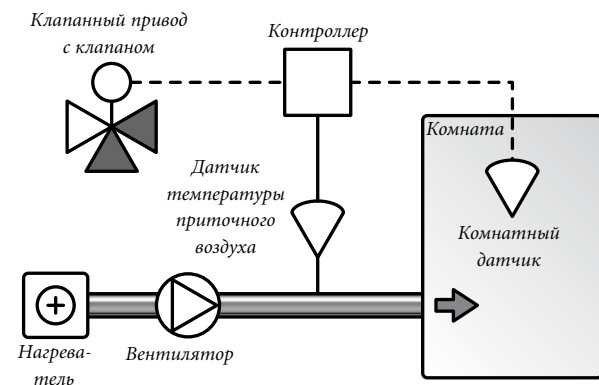 Клапанный привод
с клапаном
Контроллер
Комната
Датчик
температуры
приточного
воздуха
Комнатный
датчик
Нагрева-
тель
Вентилятор